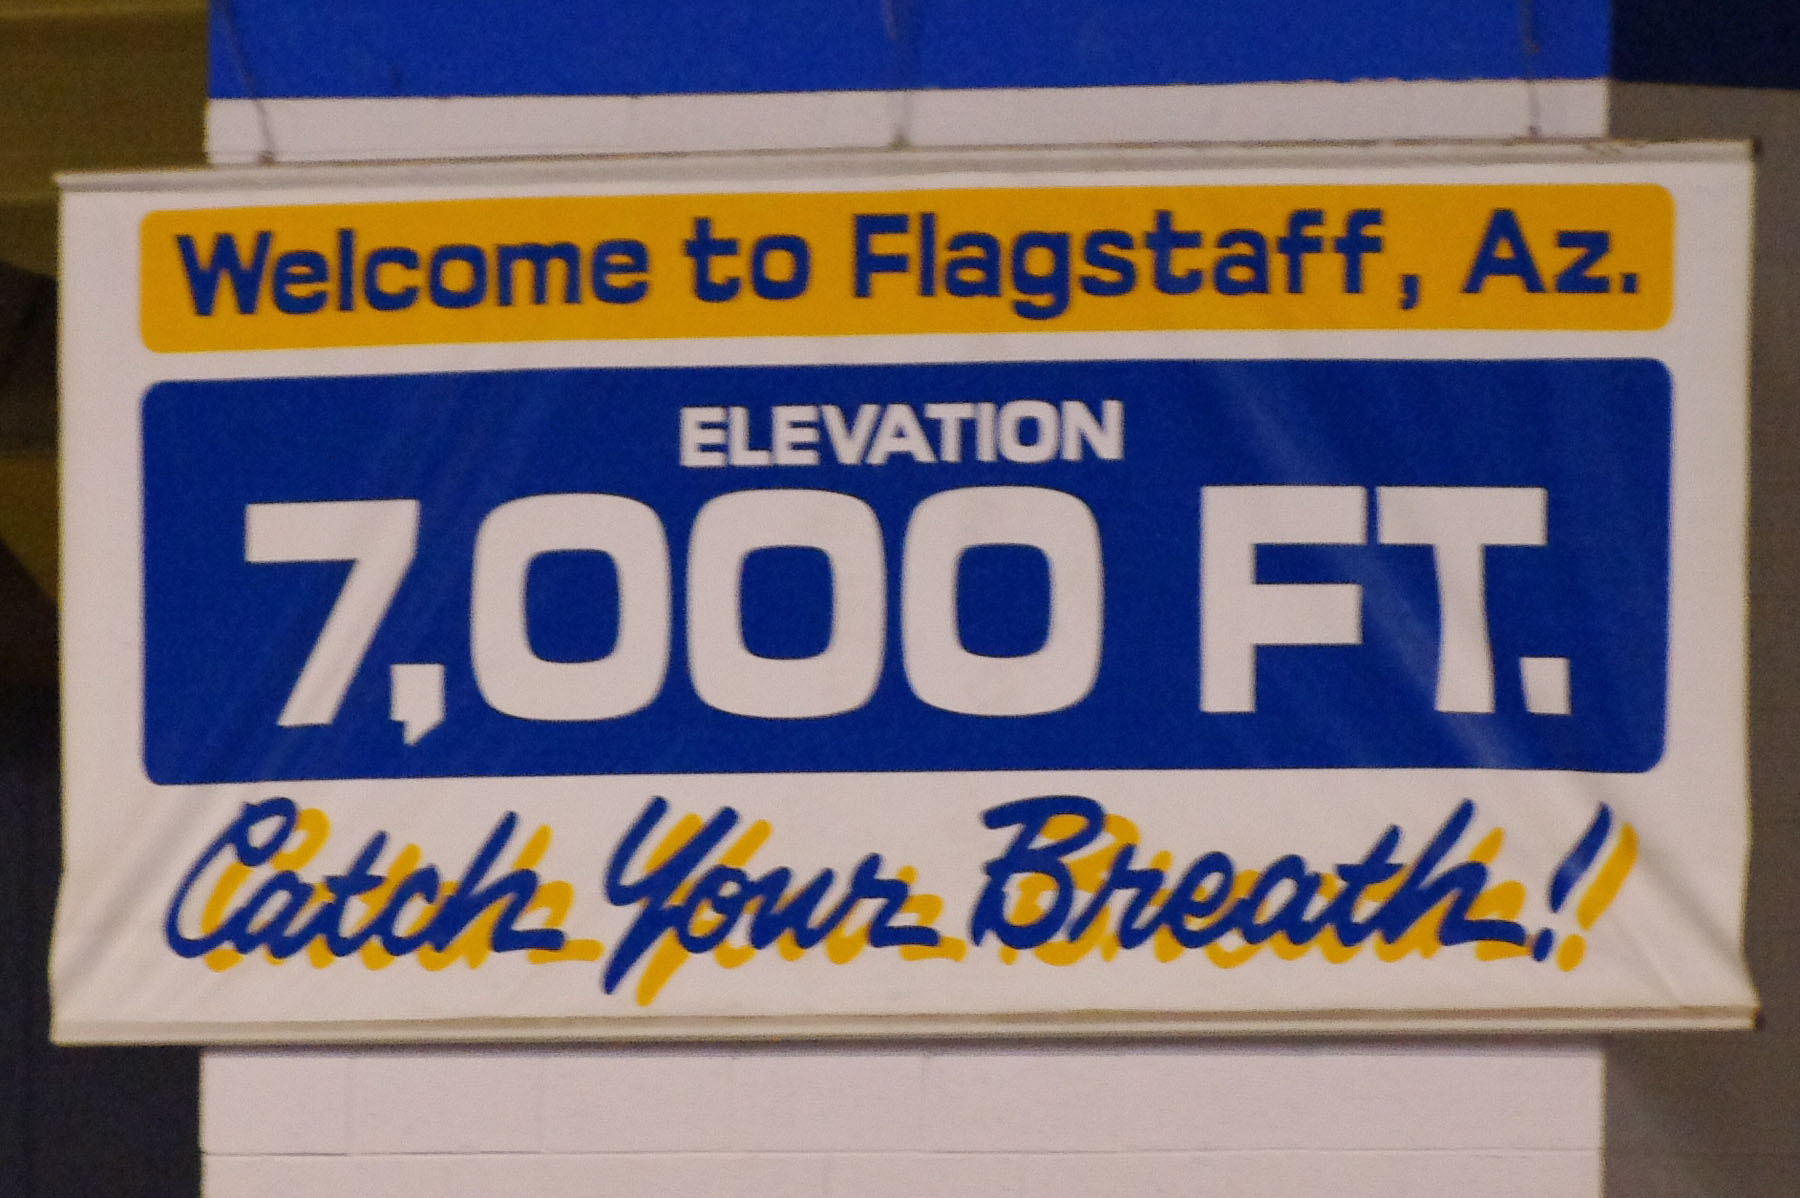 Welcome to Flagstaff, Az.
ELEVATION
7,000 FT.
Catch Your Breath!